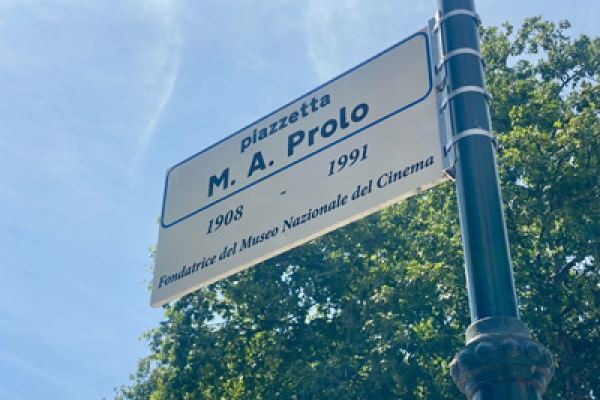 piazzetta
M. A. Prolo
1908 - 1991
Fondatrice del Museo Nazionale del Cinema